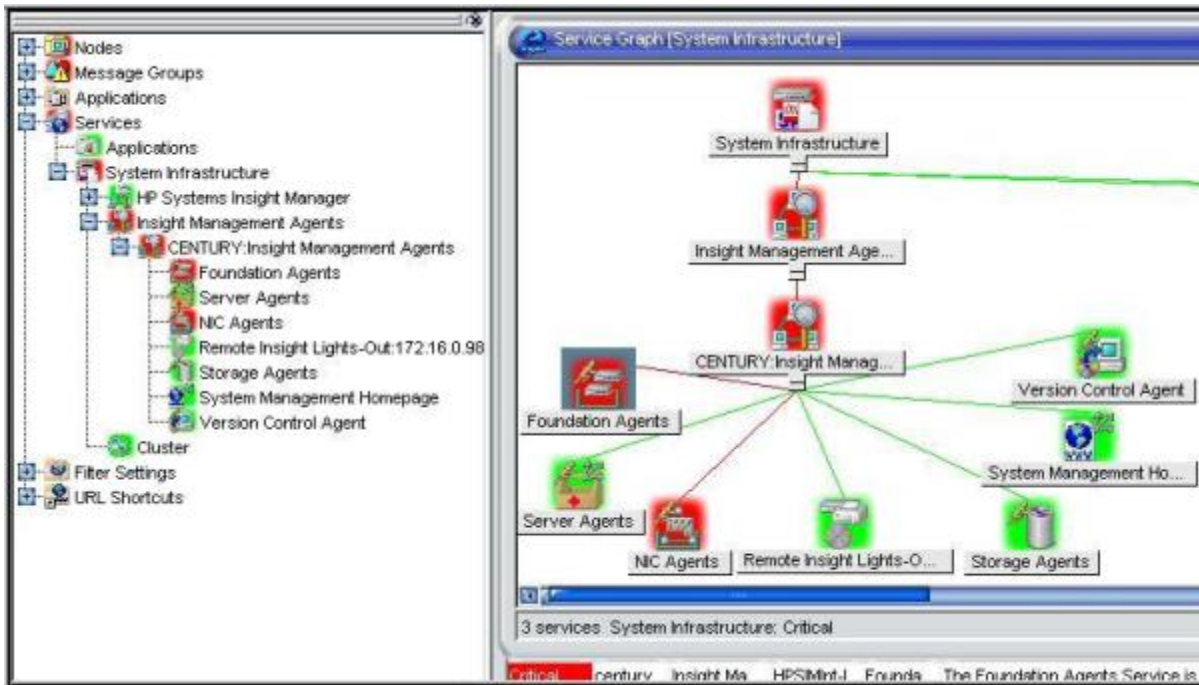 Nodes
Message Groups
Applications
Services
Applications
System Infrastructure
HP Systems Insight Manager
Insight Management Agents
CENTURY:Insight Management Agents
Foundation Agents
Server Agents
NIC Agents
Remote Insight Lights-Out:172.16.0.98
Storage Agents
System Management Homepage
Version Control Agent
Cluster
Filter Settings
URL Shortcuts
Service Graph [System Infrastructure]
System Infrastructure
Insight Management Age...
CENTURY:Insight Manag...
Version Control Agent
Foundation Agents
System Management Ho...
Server Agents
NIC Agents
Remote Insight Lights-O...
Storage Agents
3 services System Infrastructure: Critical
Critical century Insight Ma HPSIMInt-I Founda The Foundation Agents Service is